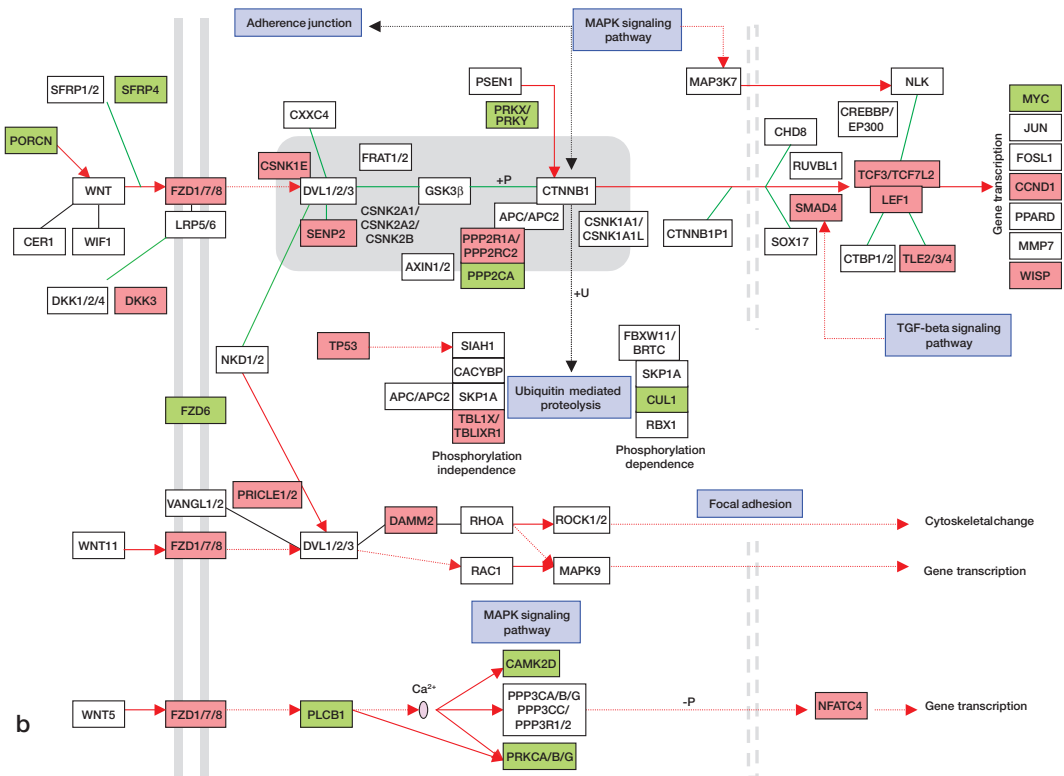 Adherence junction
MAPK signaling
pathway
SFRP1/2
SFRP4
PSEN1
MAP3K7
NLK
MYC
PRKX/
PRKY
CREBBP/
EP300
JUN
PORCN
CXXC4
CHD8
FRAT1/2
RUVBL1
FOSL1
CSNK1E
TCF3/TCF7L2
WNT
FZD1/7/8
DVL1/2/3
GSK3β
+P
CTNNB1
CCND1
Gene transcription
LEF1
SMAD4
LRP5/6
CSNK2A1/
CSNK2A2/
CSNK2B
APC/APC2
CSNK1A1/
CSNK1A1L
PPARD
CER1
WIF1
SENP2
PPP2R1A/
PPP2RC2
CTNNB1P1
SOX17
CTBP1/2
TLE2/3/4
MMP7
AXIN1/2
PPP2CA
WISP
DKK1/2/4
DKK3
+U
TGF-beta signaling
pathway
NKD1/2
TP53
SIAH1
FBXW11/
BRTC
CACYBP
SKP1A
APC/APC2
SKP1A
Ubiquitin mediated
proteolysis
CUL1
FZD6
TBL1X/
TBLIXR1
RBX1
Phosphorylation
independence
Phosphorylation
dependence
PRICLE1/2
VANGL1/2
Focal adhesion
DAMM2
RHOA
ROCK1/2
Cytoskeletalchange
WNT11
FZD1/7/8
DVL1/2/3
RAC1
MAPK9
Gene transcription
MAPK signaling
pathway
CAMK2D
Ca2+
PPP3CA/B/G
PPP3CC/
PPP3R1/2
-P
WNT5
FZD1/7/8
PLCB1
NFATC4
Gene transcription
PRKCA/B/G
b